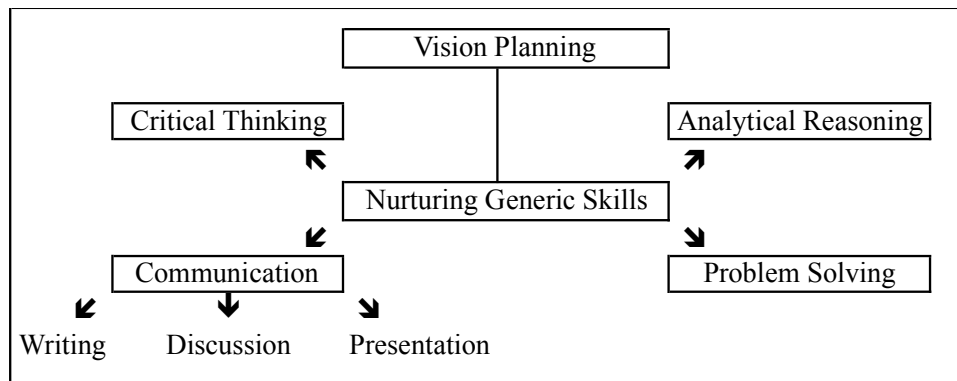 Vision Planning
Critical Thinking
Analytical Reasoning
Nurturing Generic Skills
Communication
Problem Solving
Writing
Discussion
Presentation